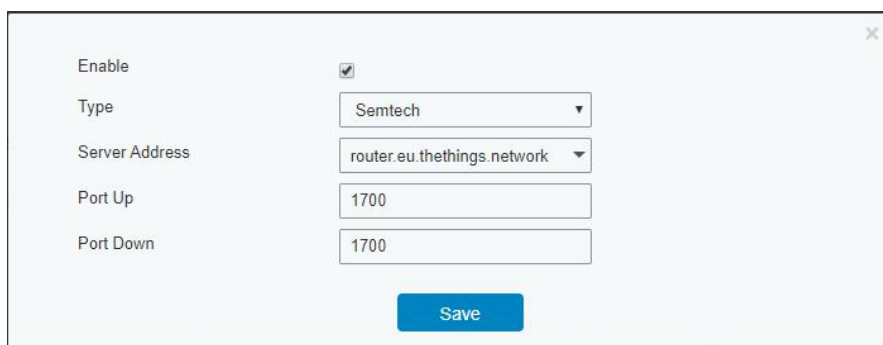 Enable
Type Semtech
Server Address router.eu.thethings.network
Port Up 1700
Port Down 1700
Save